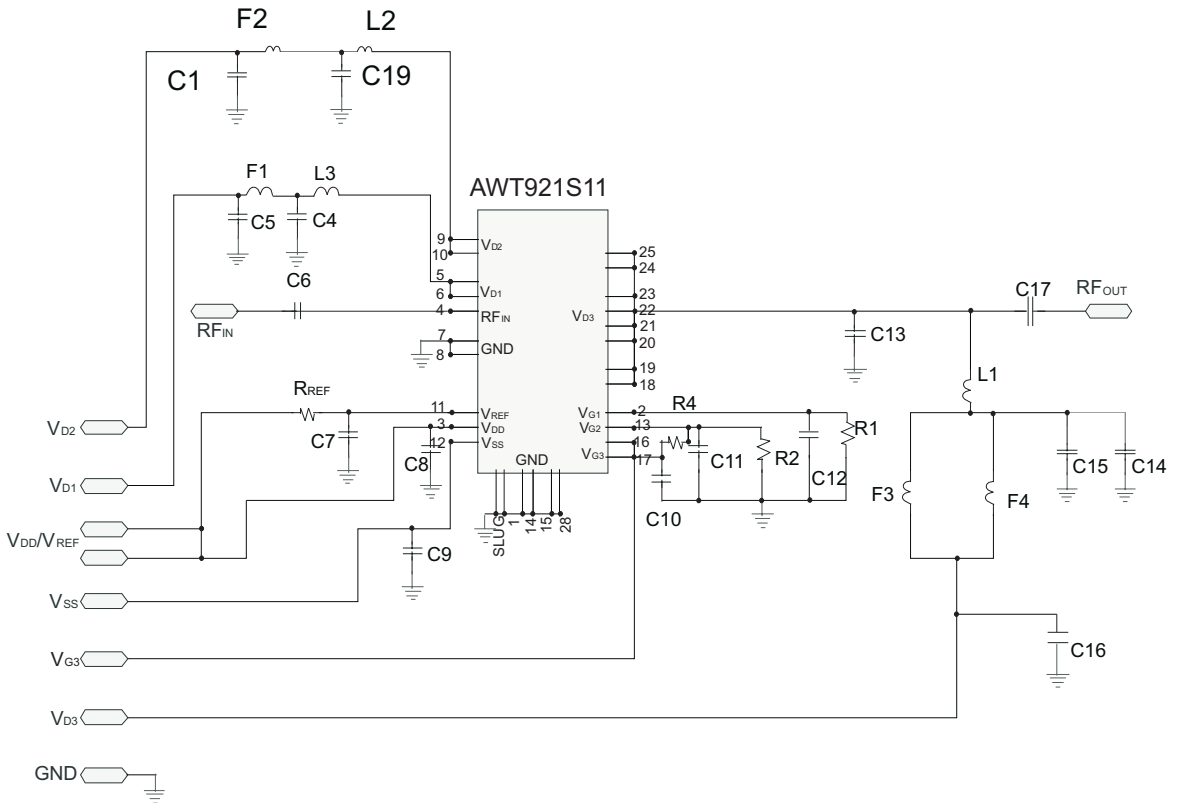 F2
L2
C1
C19
F1
L3
AWT921S11
C5
C4
9
10
VD2
25
24
C6
5
6
VD1
23
C17
RFOUT
RFIN
4
RFIN
VD3
22
21
20
C13
7
8
GND
19
18
L1
RREF
11
VREF
VG1
2
R4
VD2
3
VDD
VG2
13
R1
C7
C8
12
VSS
VG3
16
17
C11
R2
C12
C15
C14
GND
VD1
C10
F3
F4
SLUG
1
14
15
28
VDD/VREF
C9
VSS
VG3
C16
VD3
GND